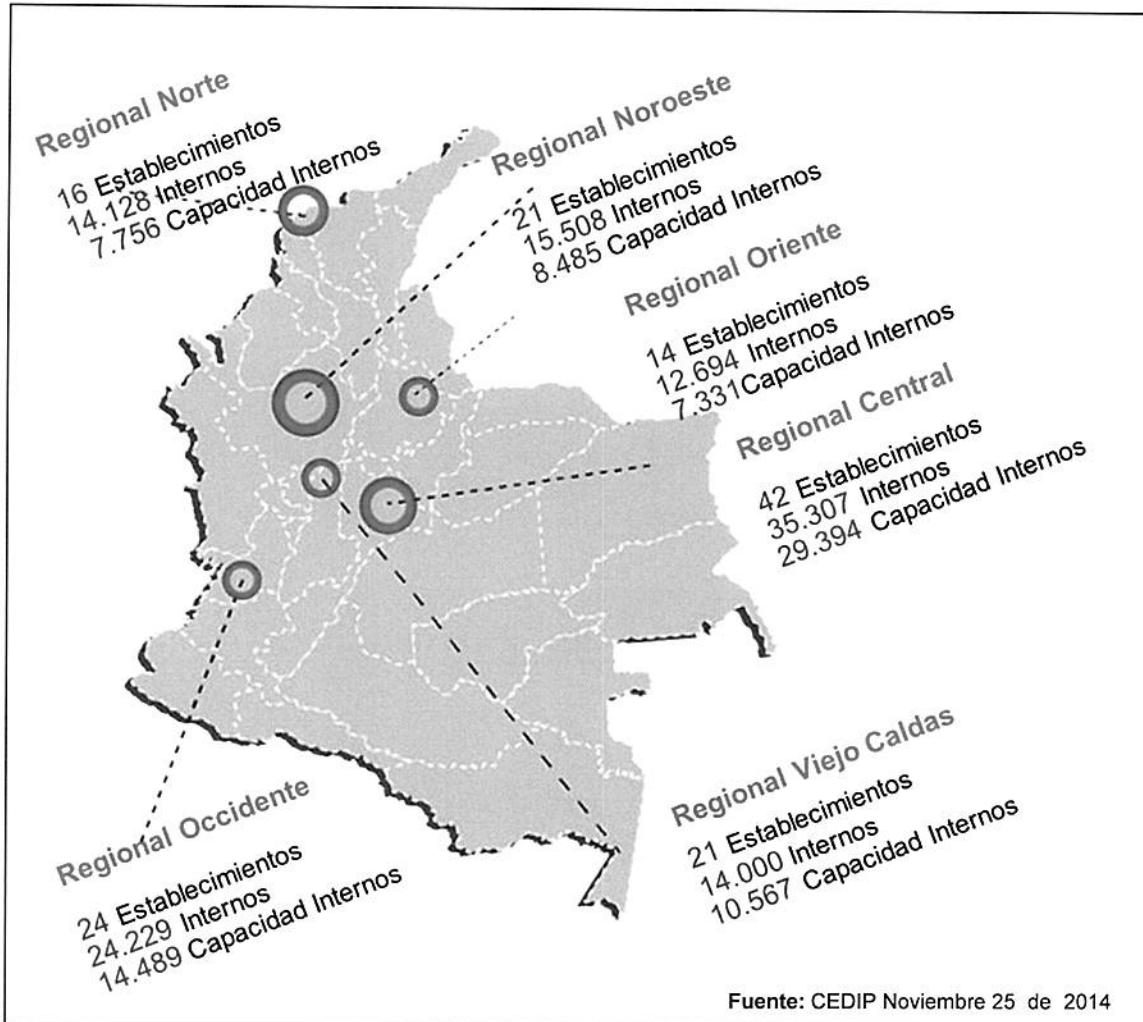 Regional Norte
16 Establecimientos
14.128 Internos
7.756 Capacidad Internos
Regional Noroeste
21 Establecimientos
15.508 Internos
8.485 Capacidad Internos
Regional Oriente
14 Establecimientos
12.694 Internos
7.331Capacidad Internos
Regional Central
42 Establecimientos
35.307 Internos
29.394 Capacidad Internos
Regional Viejo Caldas
21 Establecimientos
14.000 Internos
10.567 Capacidad Internos
Regional Occidente
24 Establecimientos
24.229 Internos
14.489 Capacidad Internos
Fuente: CEDIP Noviembre 25 de 2014